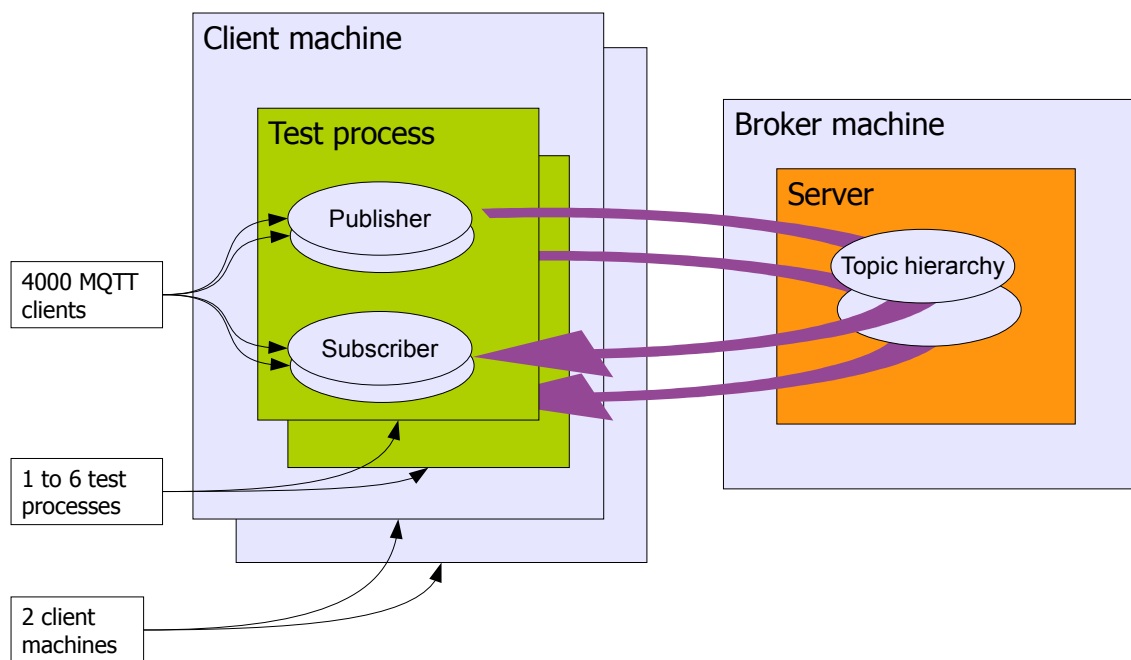 Client machine
Test process
Publisher
Subscriber
Broker machine
Server
Topic hierarchy
4000 MQTT
clients
1 to 6 test
processes
2 client
machines